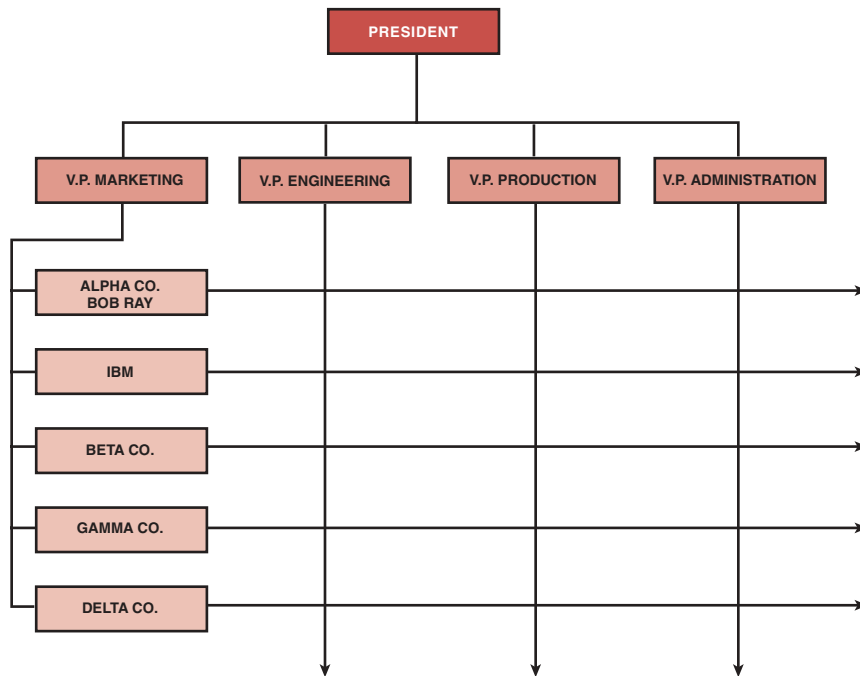 PRESIDENT
V.P. MARKETING
V.P. ENGINEERING
V.P. PRODUCTION
V.P. ADMINISTRATION
ALPHA CO.
BOB RAY
IBM
BETA CO.
GAMMA CO.
DELTA CO.